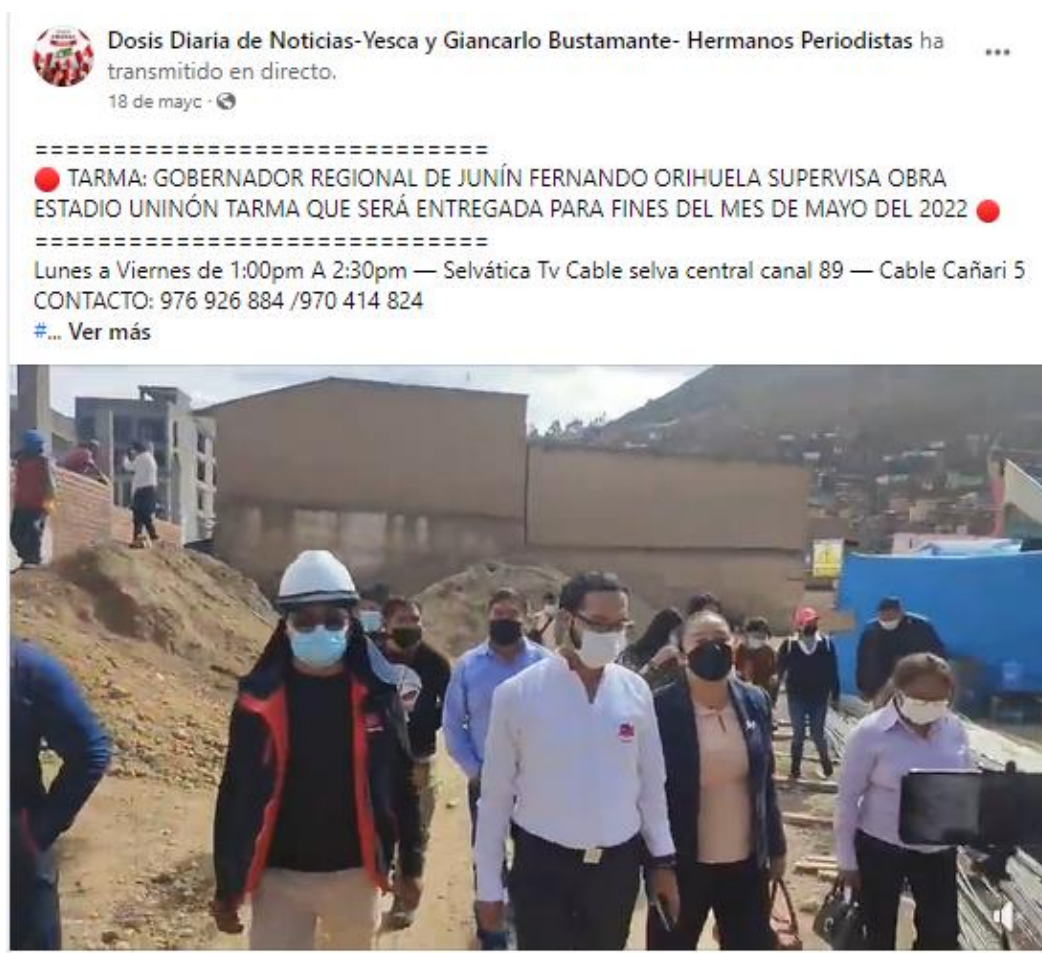 Dosis Diaria de Noticias-Yesca y Giancarlo Bustamante- Hermanos Periodistas ha
transmitido en directo.
18 de mayc ·
==============================
🔴 TARMA: GOBERNADOR REGIONAL DE JUNÍN FERNANDO ORIHUELA SUPERVISA OBRA
ESTADIO UNINÓN TARMA QUE SERÁ ENTREGADA PARA FINES DEL MES DE MAYO DEL 2022 🔴
==============================
Lunes a Viernes de 1:00pm A 2:30pm — Selvática Tv Cable selva central canal 89 — Cable Cañari 5
CONTACTO: 976 926 884 /970 414 824
#... Ver más